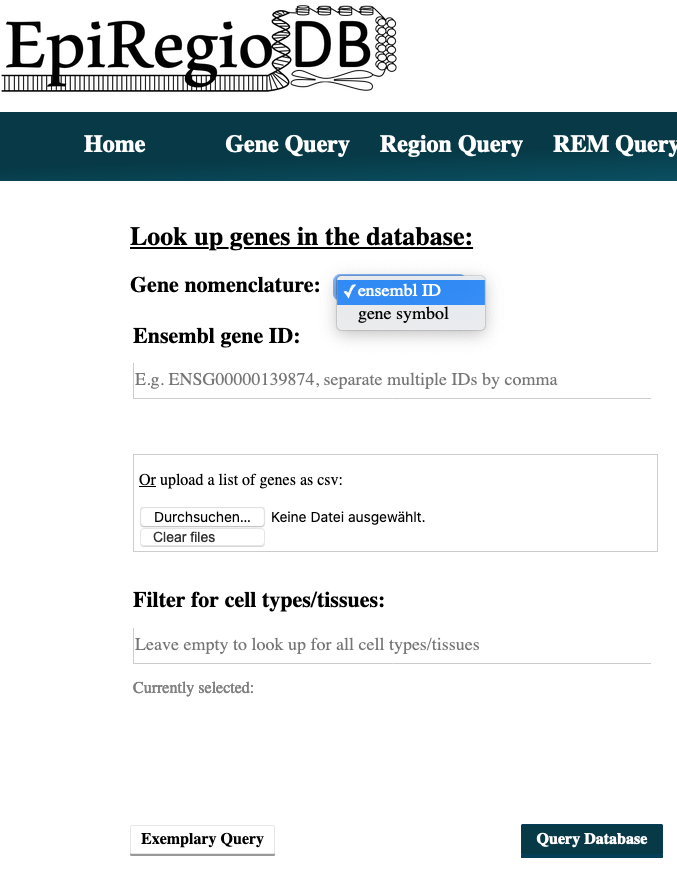 EpiRegio DB
Home Gene Query Region Query REM Query
Look up genes in the database:
Gene nomenclature: ✓ensembl ID
gene symbol
Ensembl gene ID:
E.g. ENSG00000139874, separate multiple IDs by comma
Or upload a list of genes as csv:
Durchsuchen... Keine Datei ausgewählt.
Clear files
Filter for cell types/tissues:
Leave empty to look up for all cell types/tissues
Currently selected:
Exemplary Query Query Database